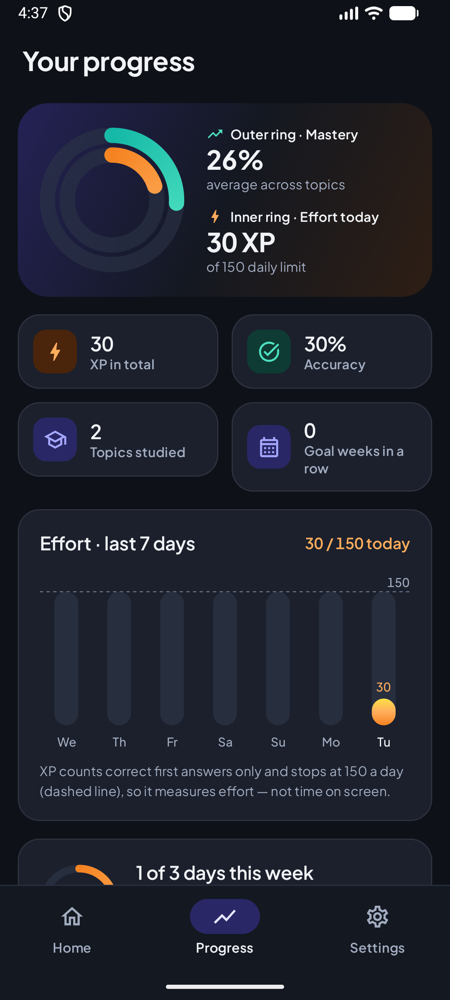 4:37
Your progress
Outer ring · Mastery
26%
average across topics
Inner ring · Effort today
30 XP
of 150 daily limit
30
XP in total
30%
Accuracy
2
Topics studied
0
Goal weeks in a
row
Effort · last 7 days
30 / 150 today
150
30
We Th Fr Sa Su Mo Tu
XP counts correct first answers only and stops at 150 a day
(dashed line), so it measures effort — not time on screen.
1 of 3 days this week
Home Progress Settings